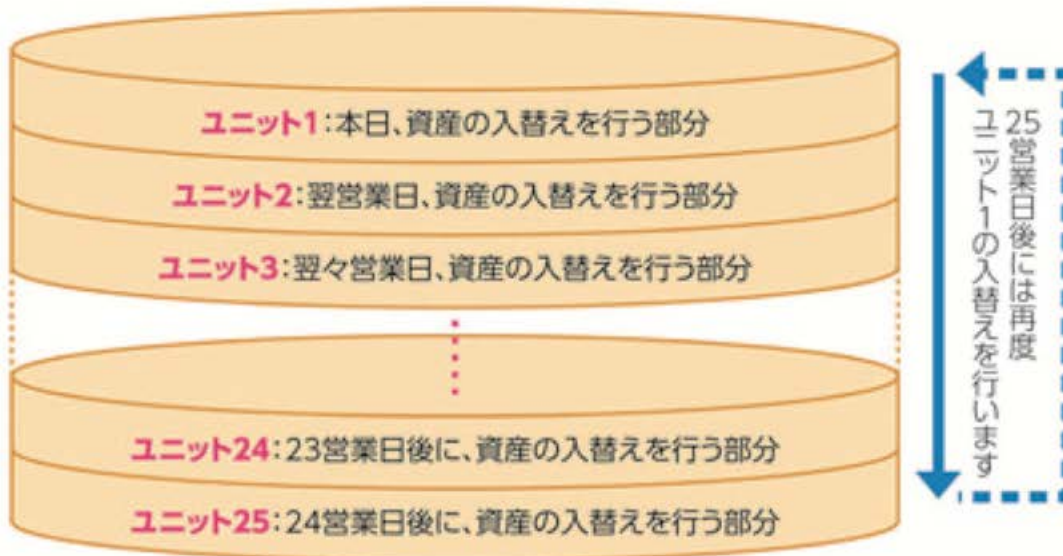 ユニット1：本日、資産の入替えを行う部分
ユニット2：翌営業日、資産の入替えを行う部分
ユニット3：翌々営業日、資産の入替えを行う部分
ユニット24：23営業日後に、資産の入替えを行う部分
ユニット25：24営業日後に、資産の入替えを行う部分
25営業日後には再度
ユニット1の入替えを行います